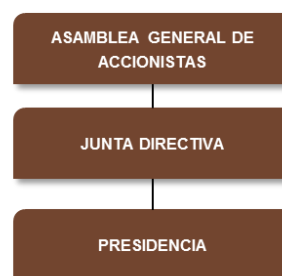 ASAMBLEA GENERAL DE
ACCIONISTAS
JUNTA DIRECTIVA
PRESIDENCIA